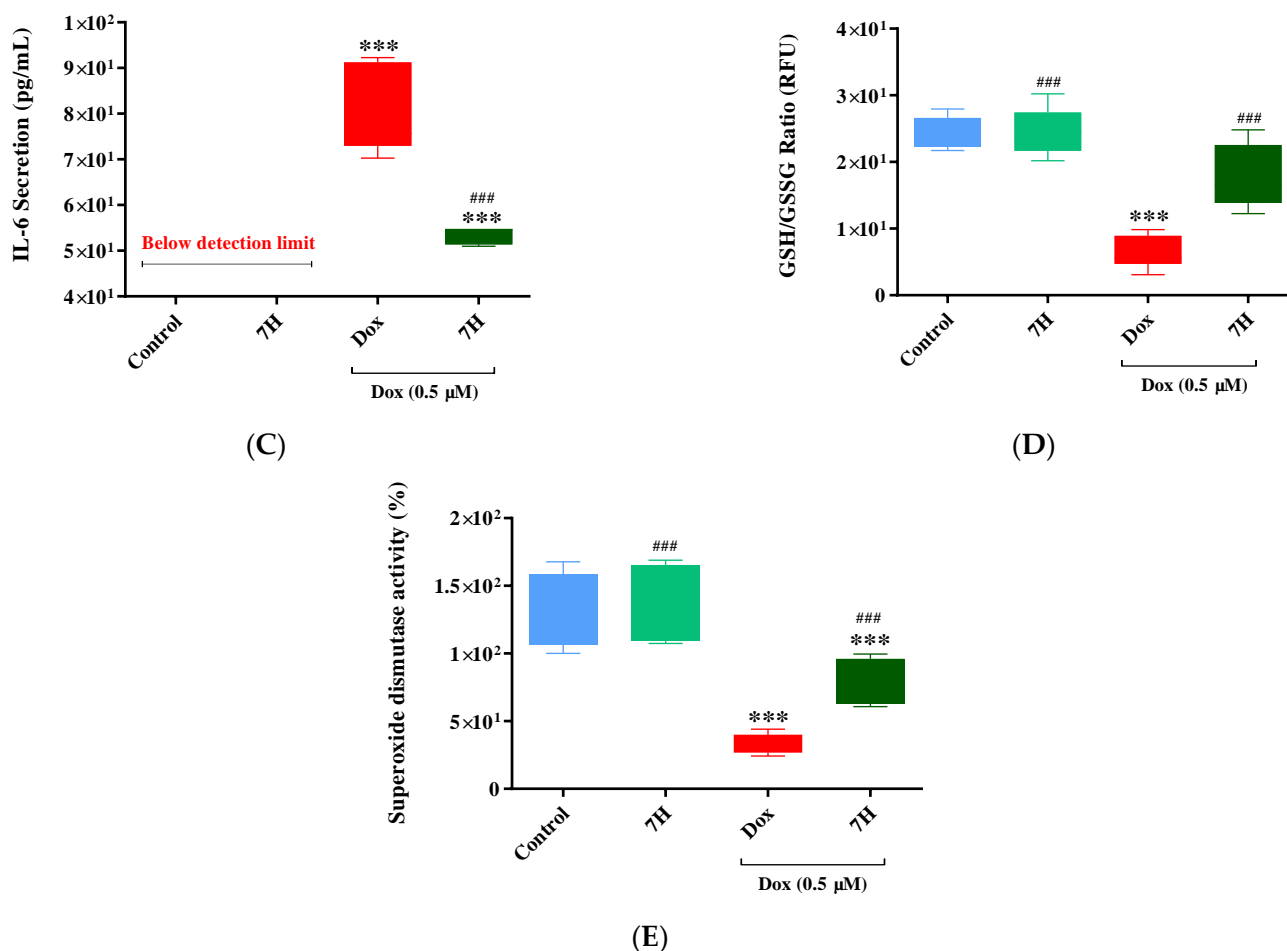 IL-6 Secretion (pg/mL)
1×10²
9×10¹
8×10¹
7×10¹
6×10¹
5×10¹
4×10¹
***
###
***
Below detection limit
Control
7H
Dox
7H
Dox (0.5 µM)
(C)
GSH/GSSG Ratio (RFU)
4×10¹
3×10¹
2×10¹
1×10¹
0
###
***
###
Control
7H
Dox
7H
Dox (0.5 µM)
(D)
Superoxide dismutase activity (%)
2×10²
1.5×10²
1×10²
5×10¹
0
###
***
###
***
Control
7H
Dox
7H
Dox (0.5 µM)
(E)